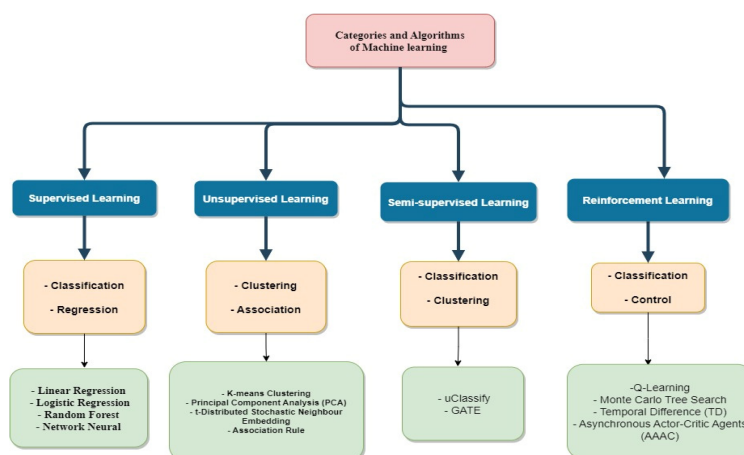 Categories and Algorithms
of Machine learning
Supervised Learning
Unsupervised Learning
Semi-supervised Learning
Reinforcement Learning
- Classification
- Regression
- Clustering
- Association
- Classification
- Clustering
- Classification
- Control
- Linear Regression
- Logistic Regression
- Random Forest
- Network Neural
- K-means Clustering
- Principal Component Analysis (PCA)
- t-Distributed Stochastic Neighbour
Embedding
- Association Rule
- uClassify
- GATE
-Q-Learning
- Monte Carlo Tree Search
- Temporal Difference (TD)
- Asynchronous Actor-Critic Agents
(AAAC)